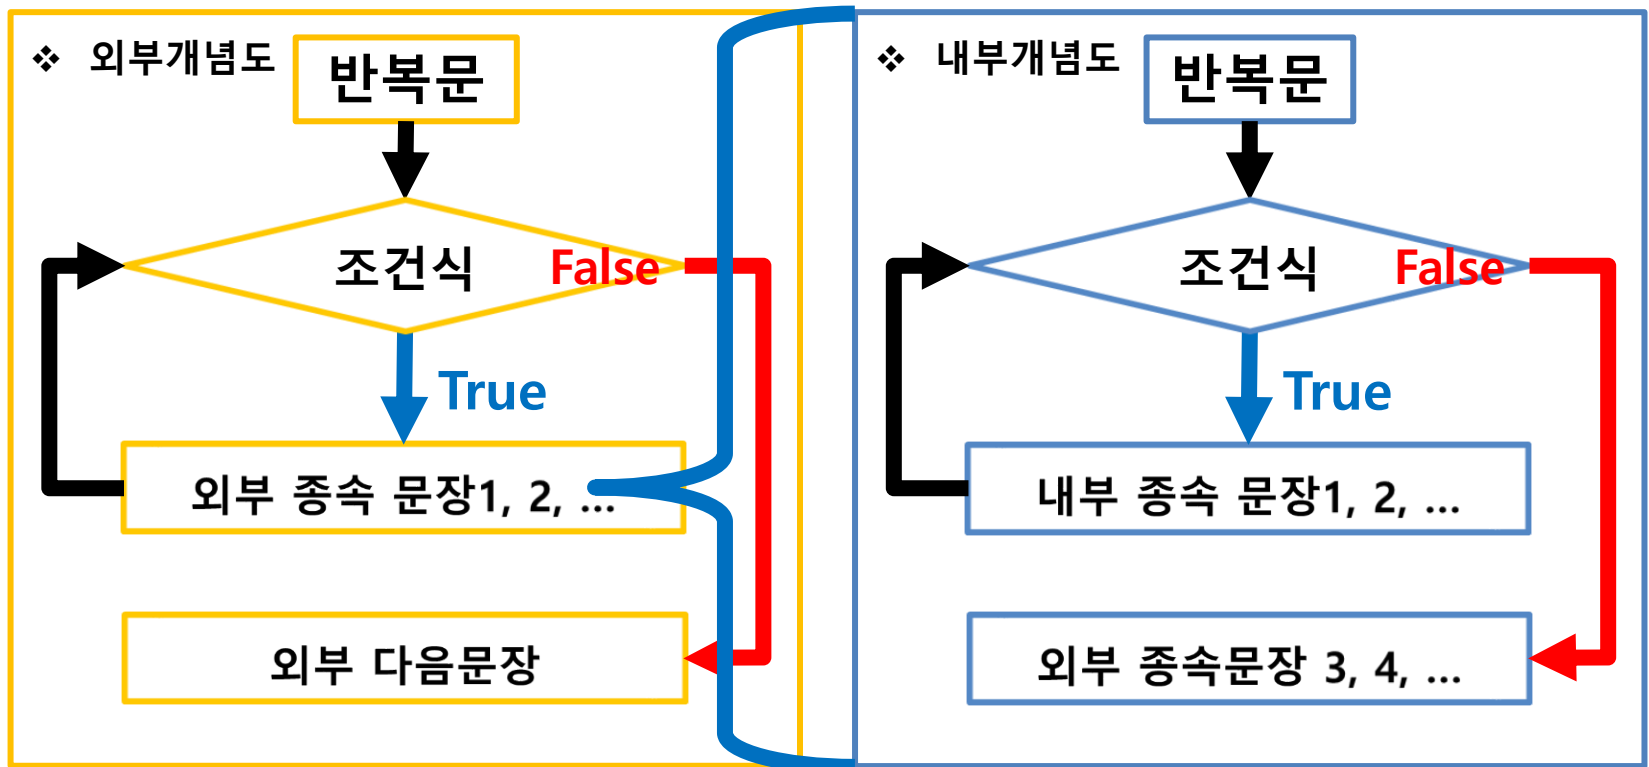 ❖ 외부개념도
반복문
조건식
False
True
외부 종속 문장1, 2, ...
외부 다음문장
❖ 내부개념도
반복문
조건식
False
True
내부 종속 문장1, 2, ...
외부 종속문장 3, 4, ...